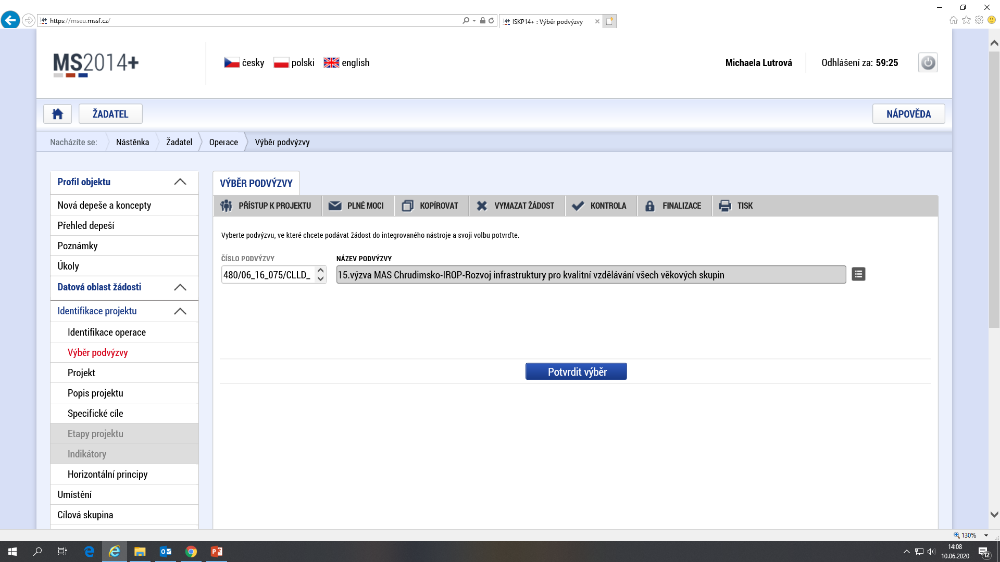 https://mseu.mssf.cz/
ISKP14+ : Výběr podvýzvy
MS2014+
česky polski english
Michaela Lutrová
Odhlášení za: 59:25
ŽADATEL
NÁPOVĚDA
Nacházíte se: Nástěnka Žadatel Operace Výběr podvýzvy
Profil objektu
Nová depeše a koncepty
Přehled depeší
Poznámky
Úkoly
Datová oblast žádosti
Identifikace projektu
Identifikace operace
Výběr podvýzvy
Projekt
Popis projektu
Specifické cíle
Etapy projektu
Indikátory
Horizontální principy
Umístění
Cílová skupina
VÝBĚR PODVÝZVY
PŘÍSTUP K PROJEKTU PLNÉ MOCI KOPÍROVAT VYMAZAT ŽÁDOST KONTROLA FINALIZACE TISK
Vyberte podvýzvu, ve které chcete podávat žádost do integrovaného nástroje a svoji volbu potvrďte.
ČÍSLO PODVÝZVY NÁZEV PODVÝZVY
480/06_16_075/CLLD_ 15.výzva MAS Chrudimsko-IROP-Rozvoj infrastruktury pro kvalitní vzdělávání všech věkových skupin
Potvrdit výběr
130%
14:08
10.06.2020
12